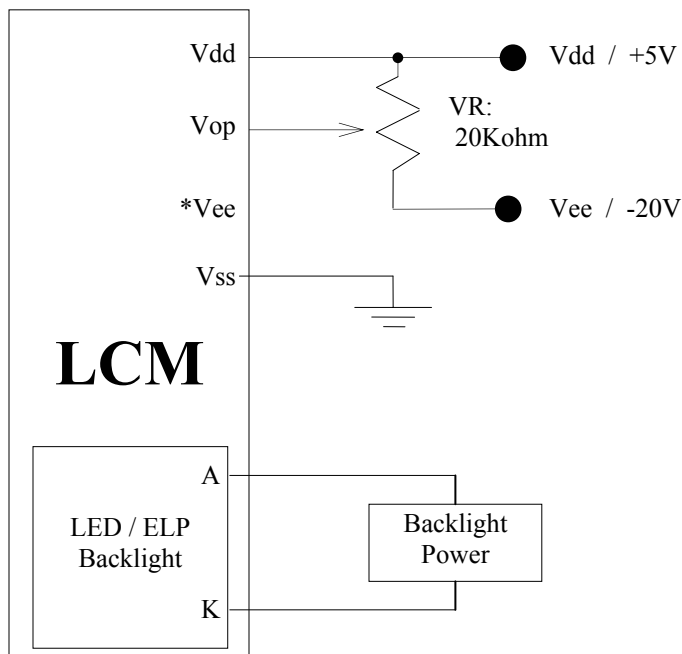 Vdd
Vdd / +5V
VR:
20Kohm
Vop
*Vee
Vee / -20V
Vss
LCM
A
LED / ELP
Backlight
Backlight
Power
K